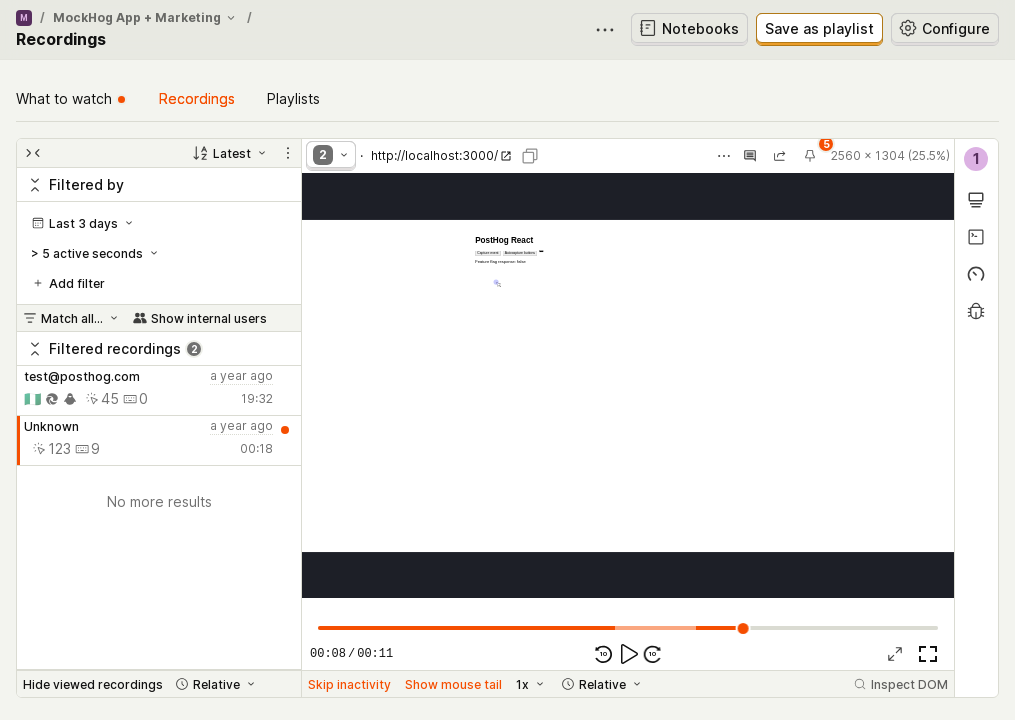 M / MockHog App + Marketing /
Recordings
Notebooks
Save as playlist
Configure
What to watch
Recordings
Playlists
Latest
Filtered by
Last 3 days
> 5 active seconds
+ Add filter
Match all...
Show internal users
Filtered recordings 2
test@posthog.com
a year ago
45
0
19:32
Unknown
a year ago
123
9
00:18
No more results
Hide viewed recordings
Relative
2 · http://localhost:3000/
5
2560 × 1304 (25.5%)
PostHog React
Capture event
Autocapture buttons
Feature flag response: false
00:08 / 00:11
10
10
Skip inactivity
Show mouse tail
1x
Relative
Inspect DOM
1